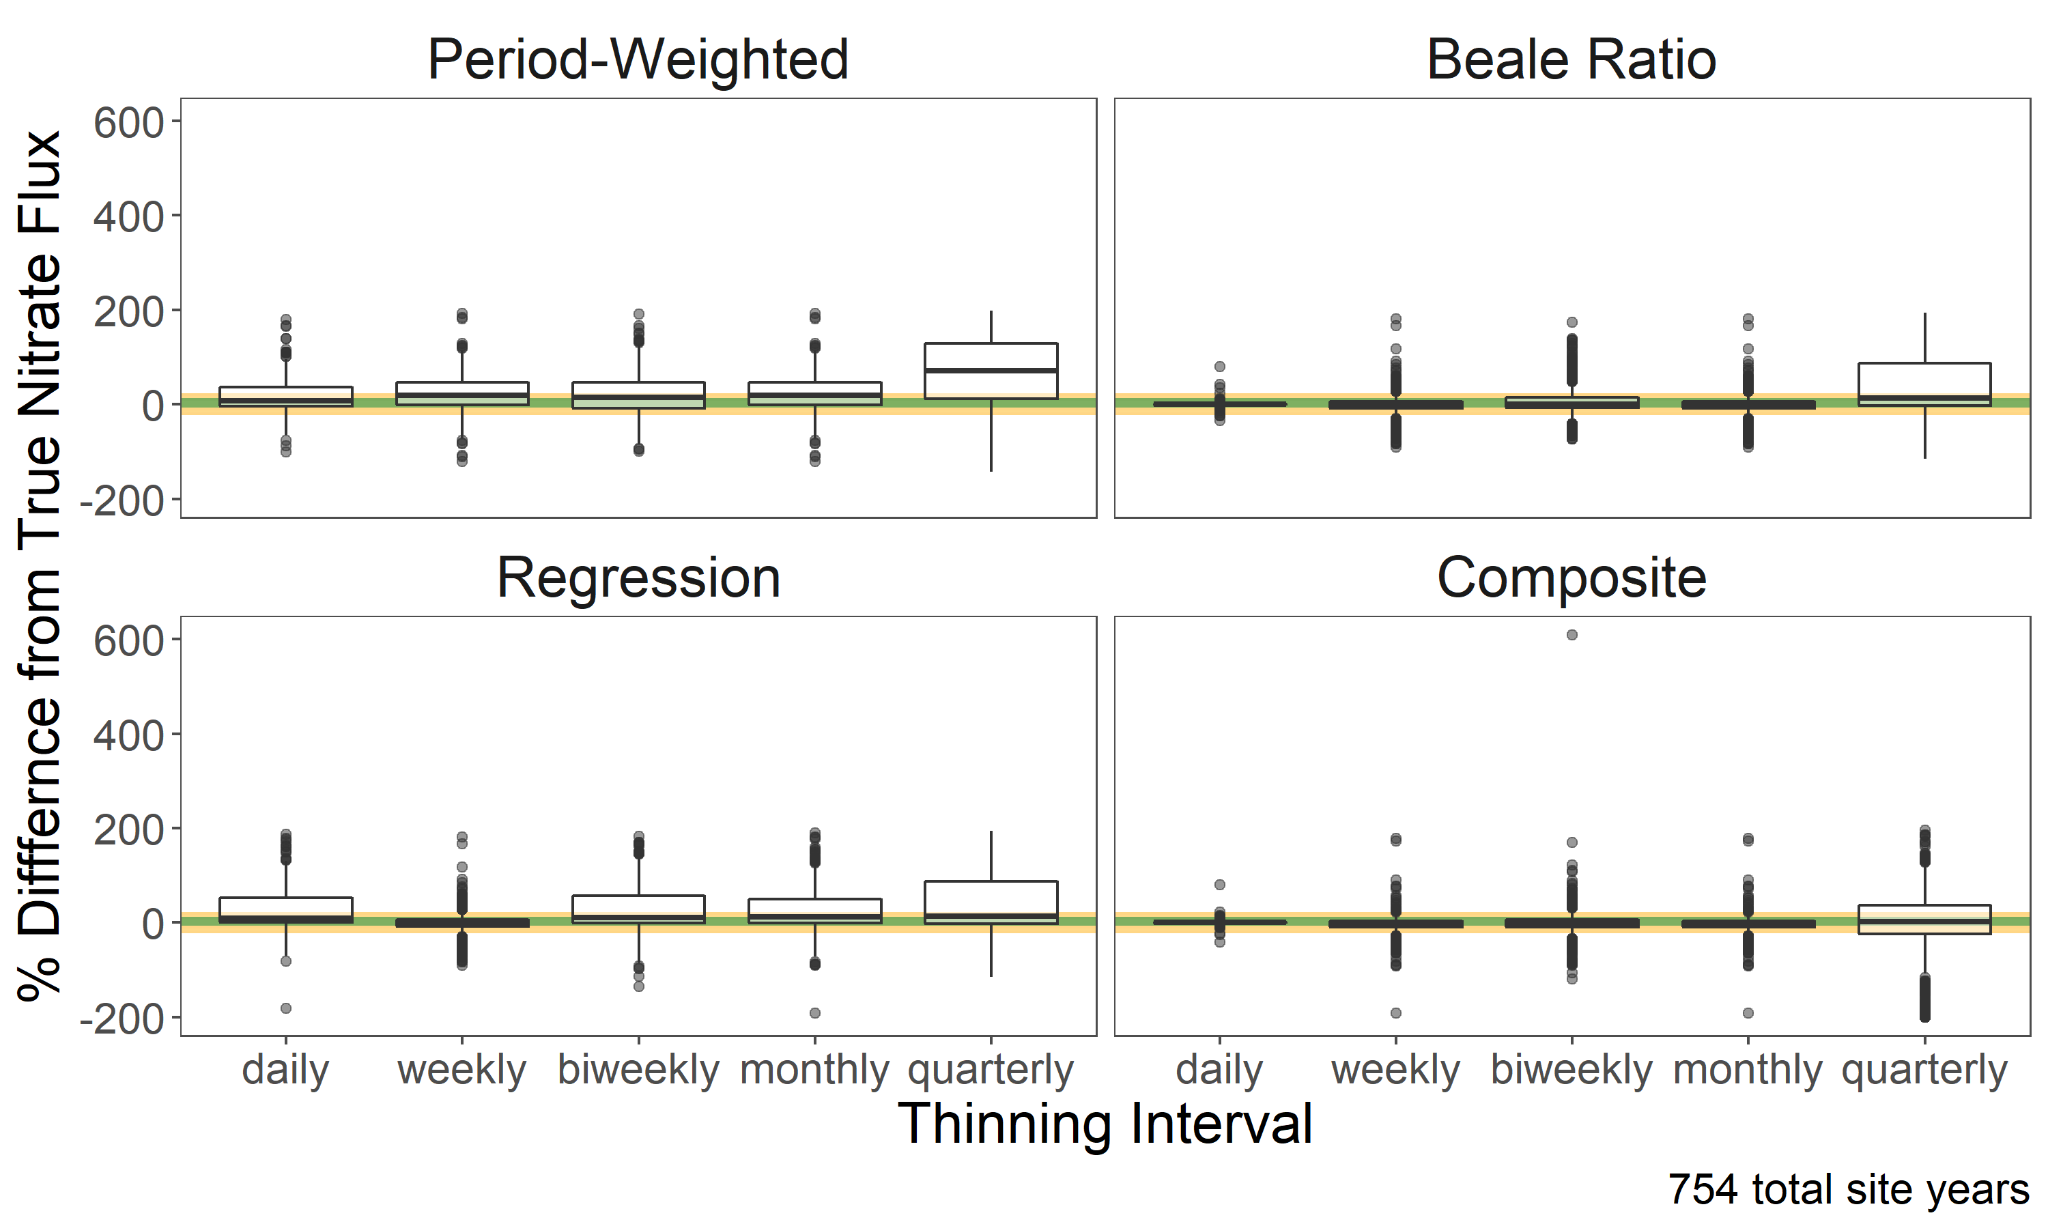 Period-Weighted
Beale Ratio
% Difffernce from True Nitrate Flux
600
400
200
0
-200
Regression
Composite
600
400
200
0
-200
daily weekly biweekly monthly quarterly
daily weekly biweekly monthly quarterly
Thinning Interval
754 total site years